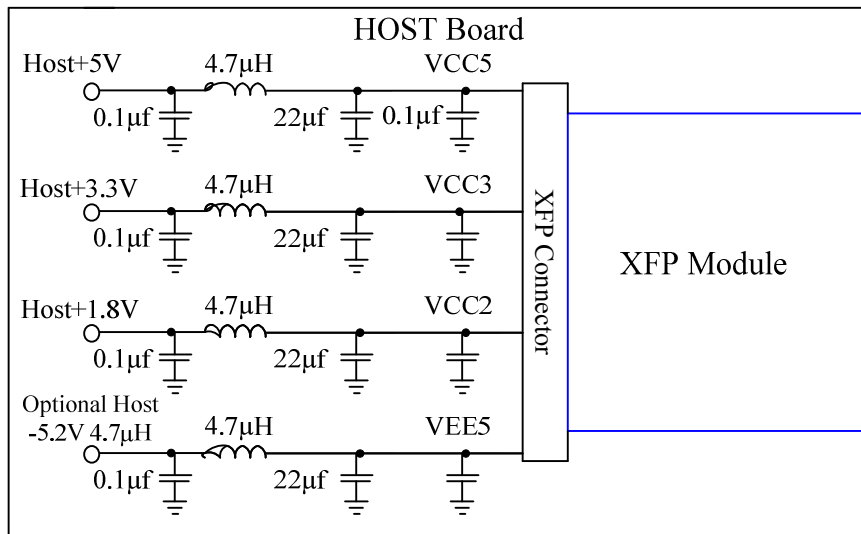 HOST Board
Host+5V
4.7µH
VCC5
0.1µf
22µf
0.1µf
Host+3.3V
4.7µH
VCC3
0.1µf
22µf
XFP Connector
XFP Module
Host+1.8V
4.7µH
VCC2
0.1µf
22µf
Optional Host
-5.2V 4.7µH
4.7µH
VEE5
0.1µf
22µf